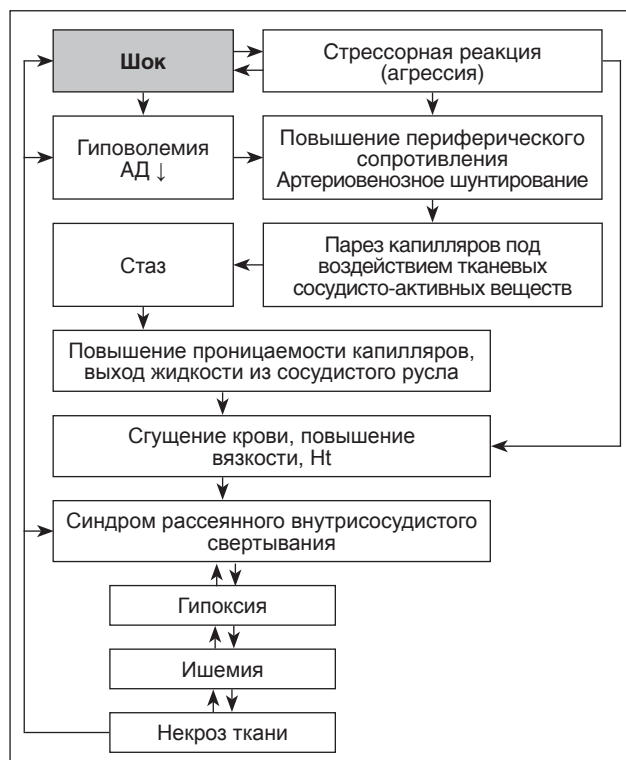 Шок
Стрессорная реакция
(агрессия)
Гиповолемия
АД ↓
Повышение периферического
сопротивления
Артериовенозное шунтирование
Стаз
Парез капилляров под
воздействием тканевых
сосудисто-активных веществ
Повышение проницаемости капилляров,
выход жидкости из сосудистого русла
Сгущение крови, повышение
вязкости, Ht
Синдром рассеянного внутрисосудистого
свертывания
Гипоксия
Ишемия
Некроз ткани